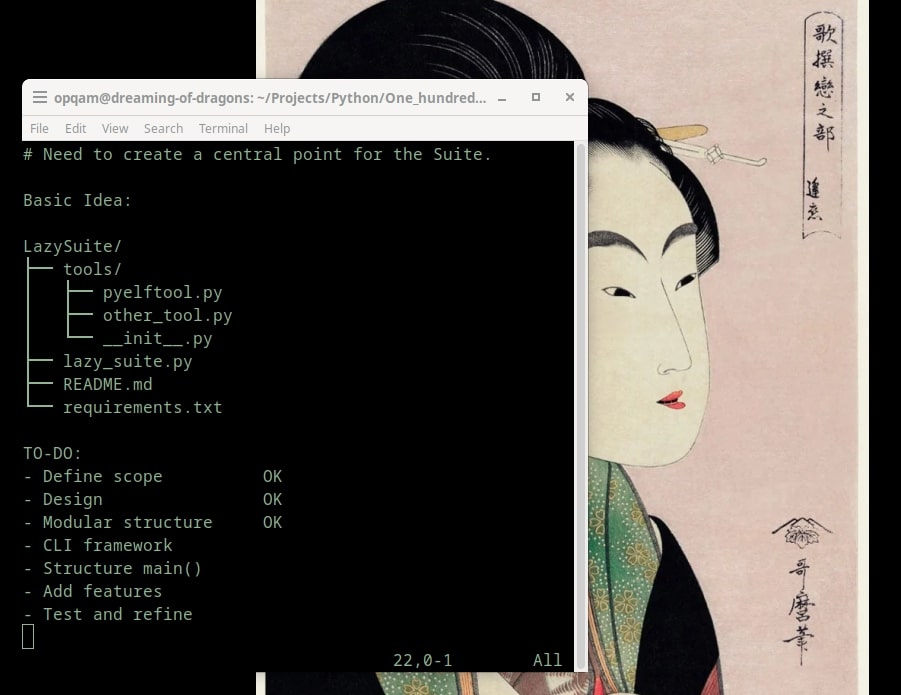 opqam@dreaming-of-dragons: ~/Projects/Python/One_hundred...
File Edit View Search Terminal Help
# Need to create a central point for the Suite.
Basic Idea:
LazySuite/
├── tools/
│   ├── pyelftool.py
│   ├── other_tool.py
│   └── __init__.py
├── lazy_suite.py
├── README.md
└── requirements.txt
TO-DO:
- Define scope          OK
- Design                OK
- Modular structure     OK
- CLI framework
- Structure main()
- Add features
- Test and refine
22,0-1        All
歌撰戀之部
逢恋
哥麿筆